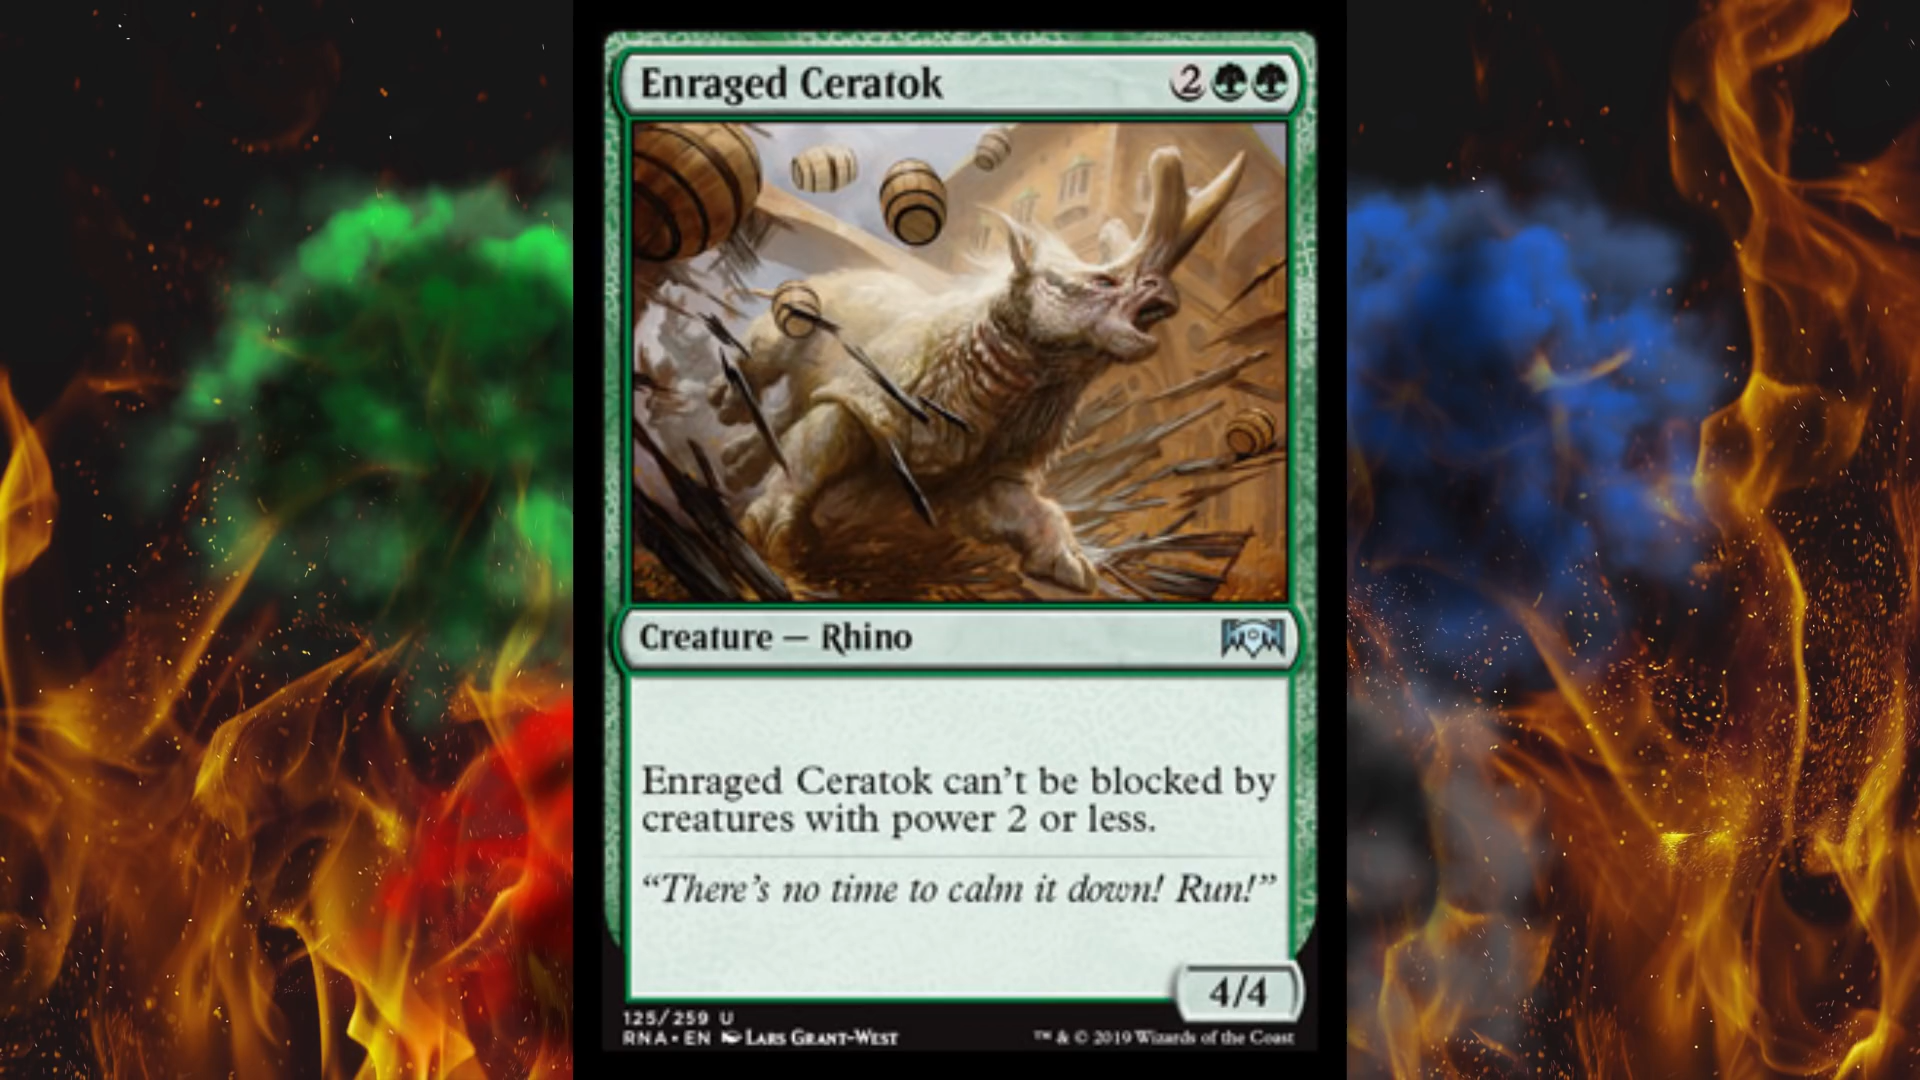 Enraged Ceratok 2
Creature — Rhino
Enraged Ceratok can't be blocked by
creatures with power 2 or less.
“There's no time to calm it down! Run!”
4/4
125/259 U
RNA • EN Lars Grant-West
™ & © 2019 Wizards of the Coast